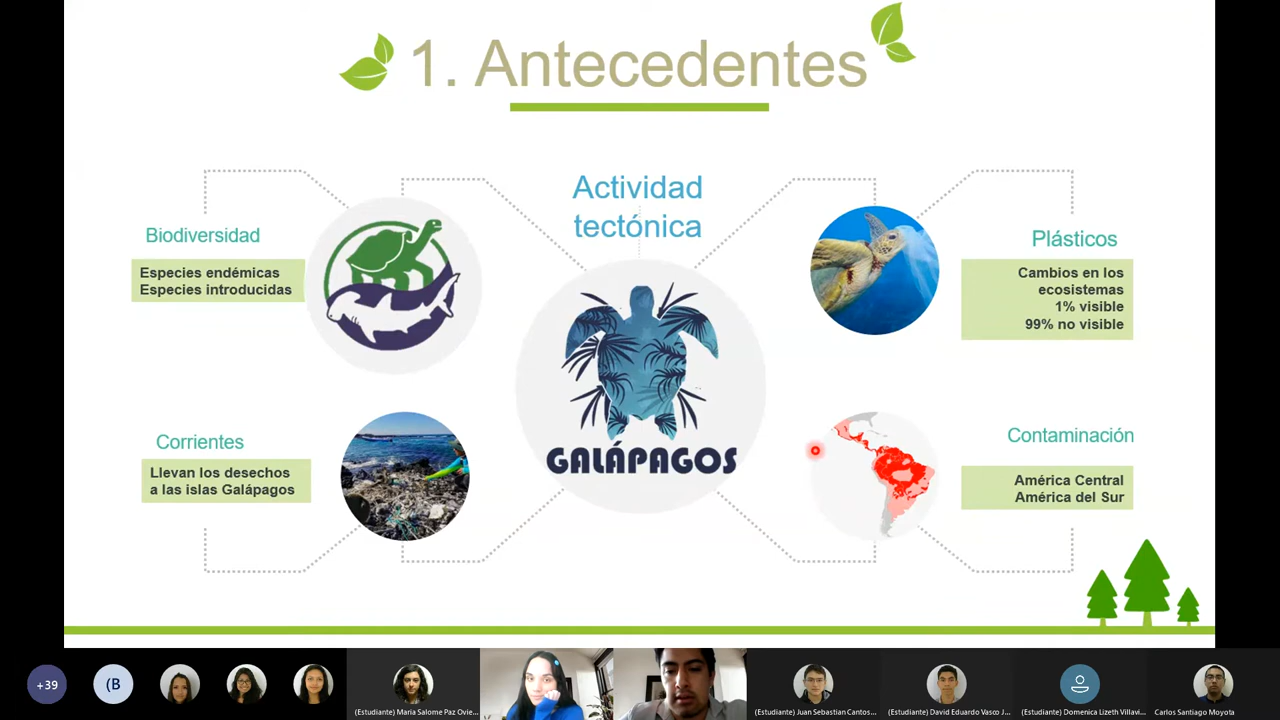 1. Antecedentes
Actividad
tectónica
Biodiversidad
Especies endémicas
Especies introducidas
Plásticos
Cambios en los
ecosistemas
1% visible
99% no visible
GALÁPAGOS
Corrientes
Llevan los desechos
a las islas Galápagos
Contaminación
América Central
América del Sur
+39
(B
(Estudiante) Maria Salome Paz Ovie...
(Estudiante) Juan Sebastian Cantos...
(Estudiante) David Eduardo Vasco J...
(Estudiante) Domenica Lizeth Villavi...
Carlos Santiago Moyota